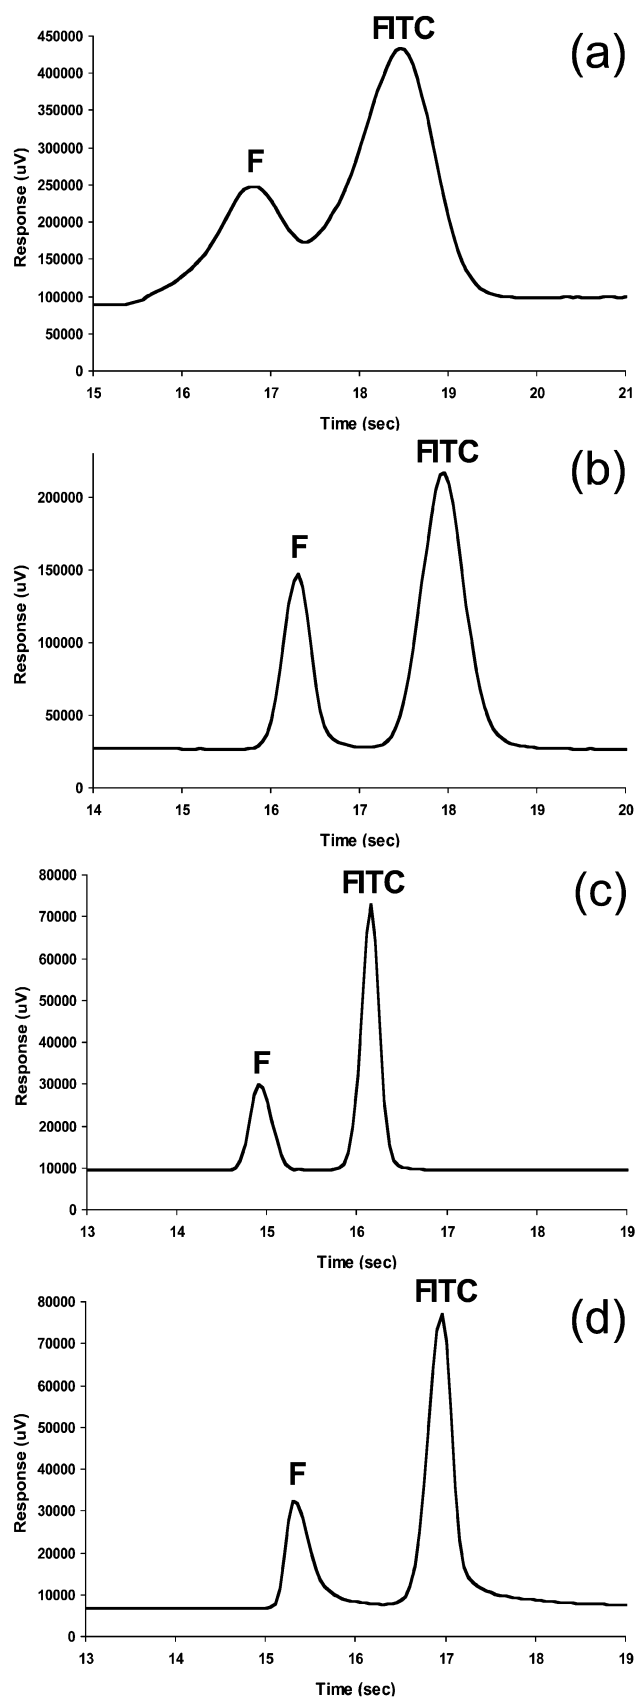 FITC
(a)
450000
400000
350000
F
300000
250000
200000
150000
100000
50000
0
Response (uV)
15 16 17 18 19 20 21
Time (sec)
FITC
(b)
200000
F
150000
100000
50000
0
Response (uV)
14 15 16 17 18 19 20
Time (sec)
80000
FITC
(c)
70000
60000
50000
40000
F
30000
20000
10000
0
Response (uV)
13 14 15 16 17 18 19
Time (sec)
FITC
80000
(d)
70000
60000
50000
40000
F
30000
20000
10000
0
Response (uV)
13 14 15 16 17 18 19
Time (sec)